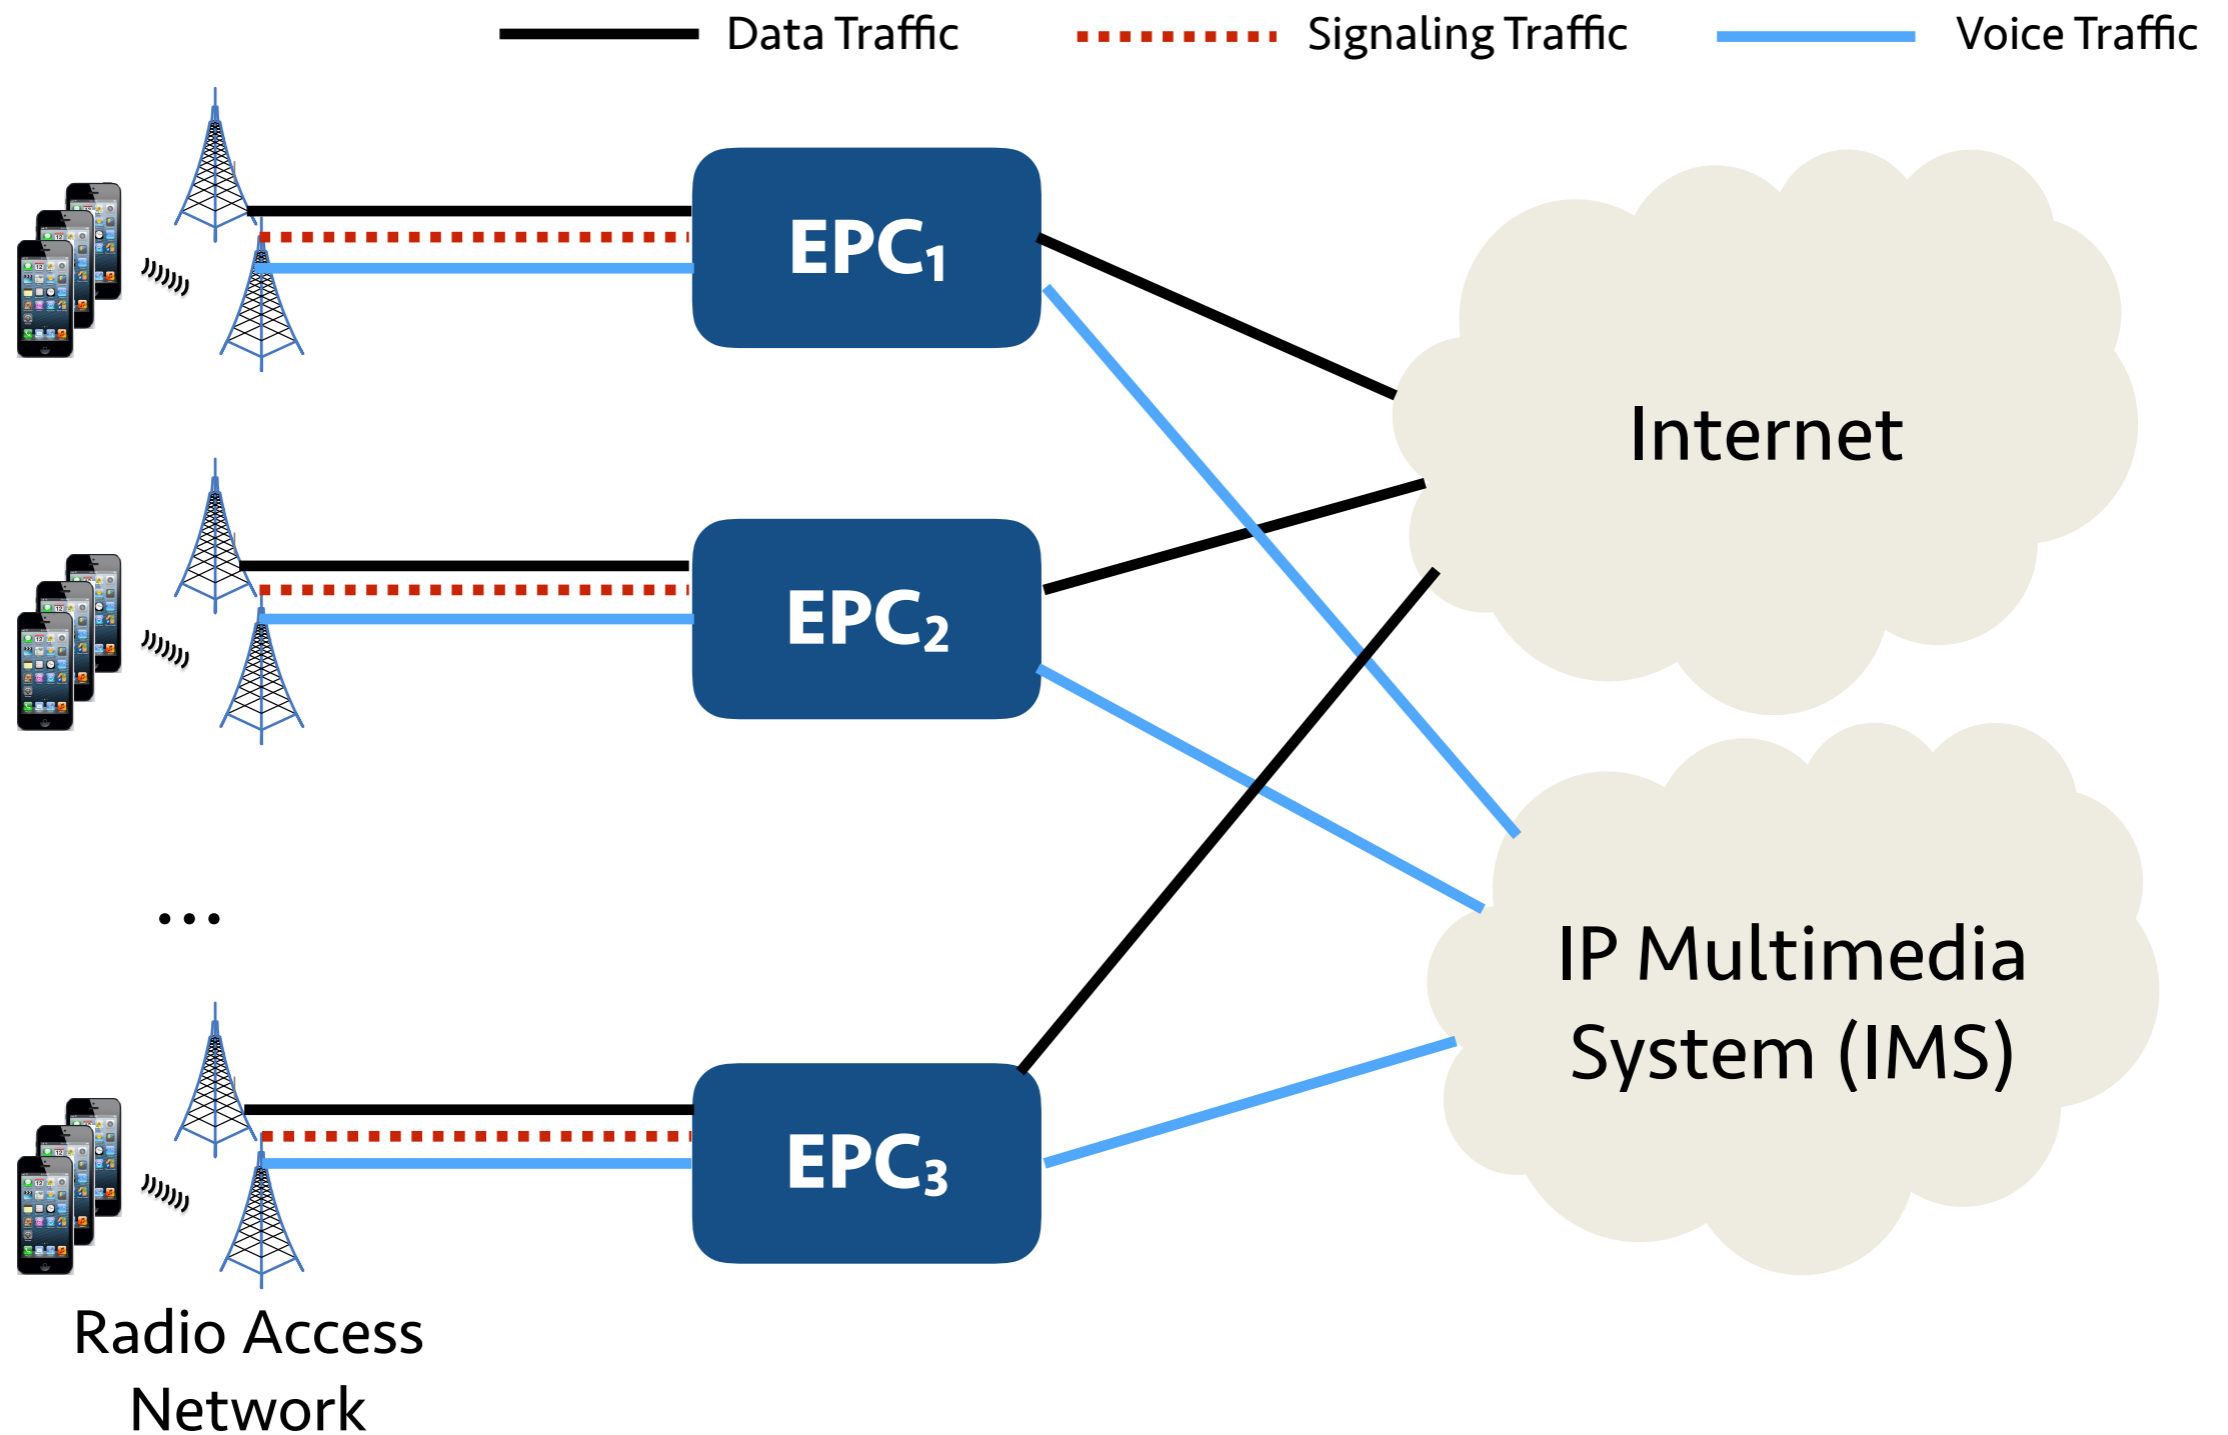 Data Traffic
Signaling Traffic
Voice Traffic
EPC₁
Internet
EPC₂
...
IP Multimedia
System (IMS)
EPC₃
Radio Access
Network